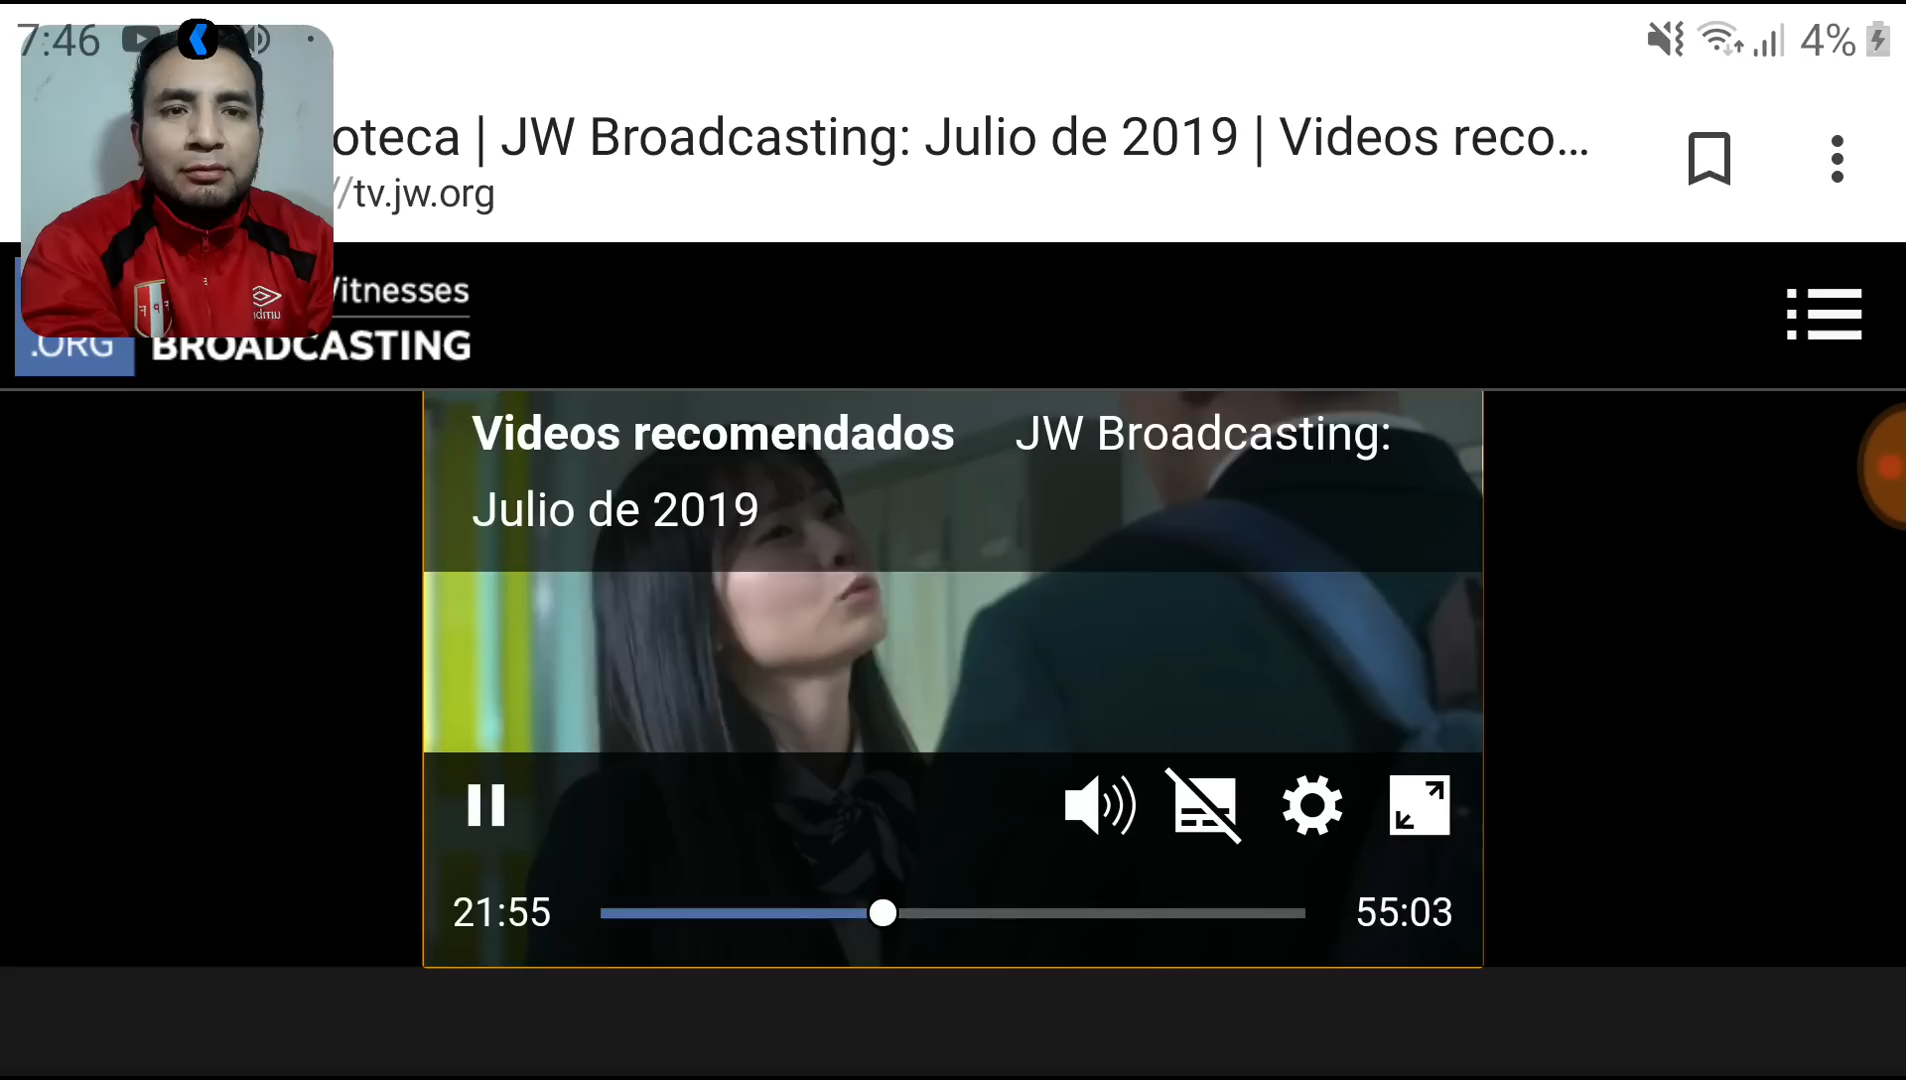 7:46
4%
oteca | JW Broadcasting: Julio de 2019 | Videos reco...
//tv.jw.org
Witnesses
.ORG BROADCASTING
Videos recomendados JW Broadcasting:
Julio de 2019
21:55
55:03